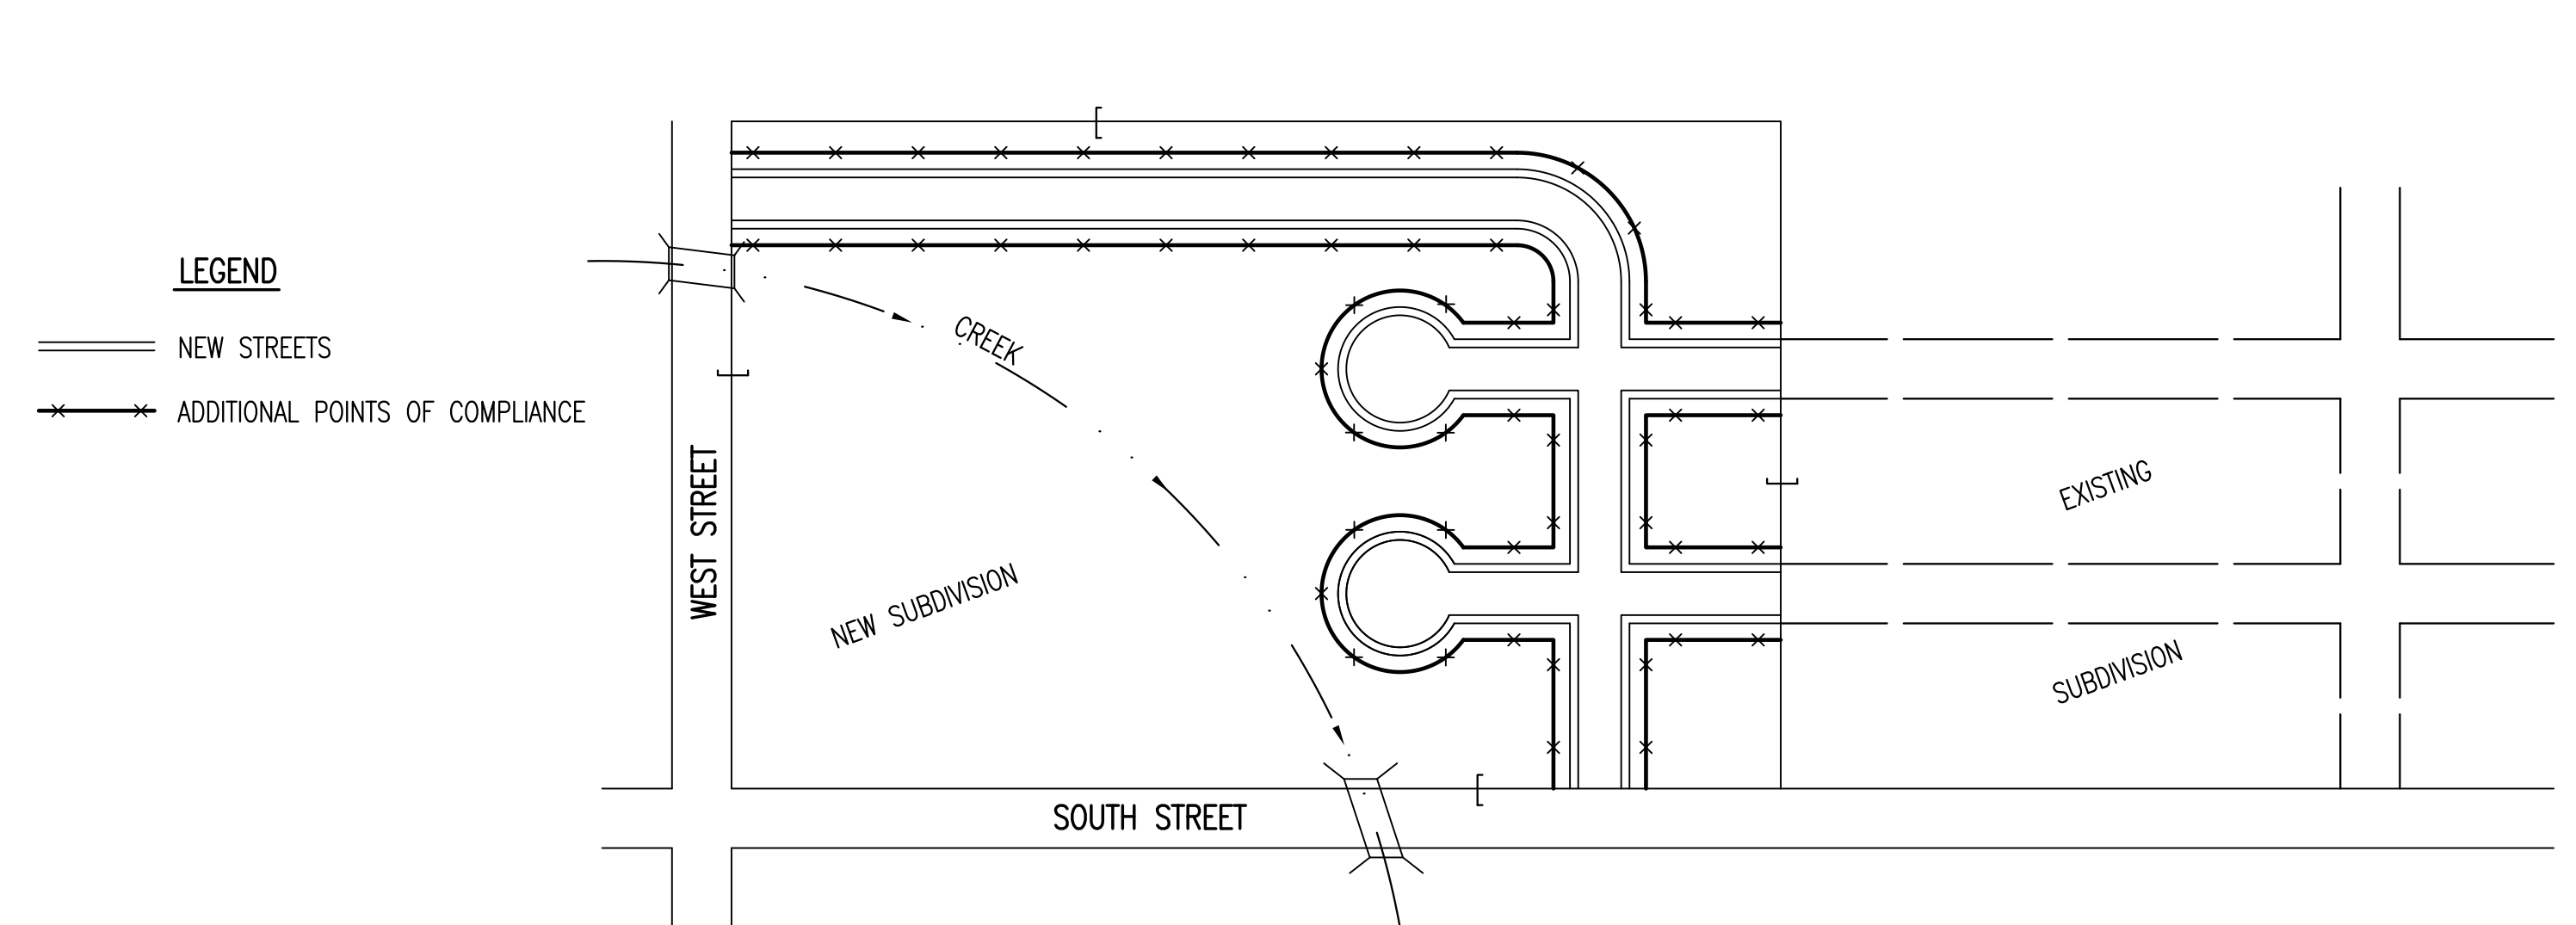 LEGEND
NEW STREETS
ADDITIONAL POINTS OF COMPLIANCE
WEST STREET
CREEK
NEW SUBDIVISION
SOUTH STREET
EXISTING
SUBDIVISION